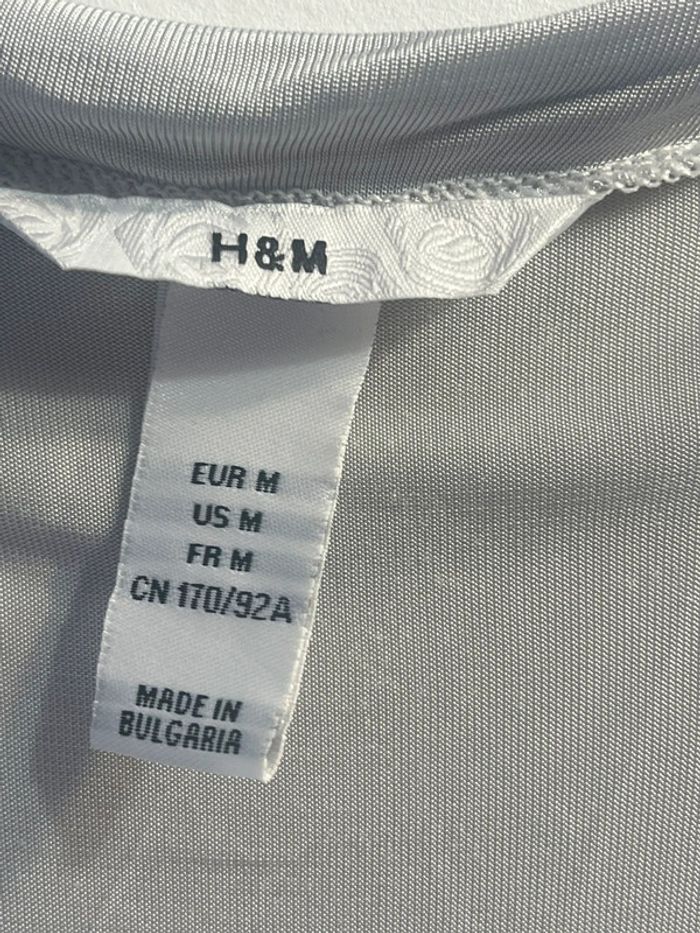 H&M
EUR M
US M
FR M
CN 170/92A
MADE IN
BULGARIA